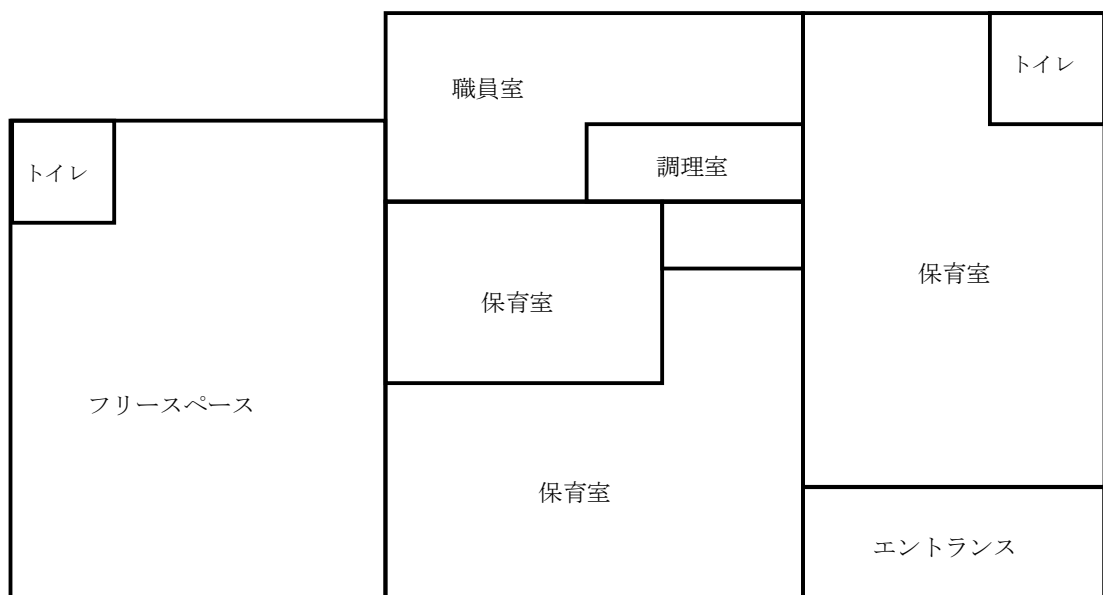 トイレ
職員室
調理室
トイレ
保育室
保育室
フリースペース
保育室
エントランス